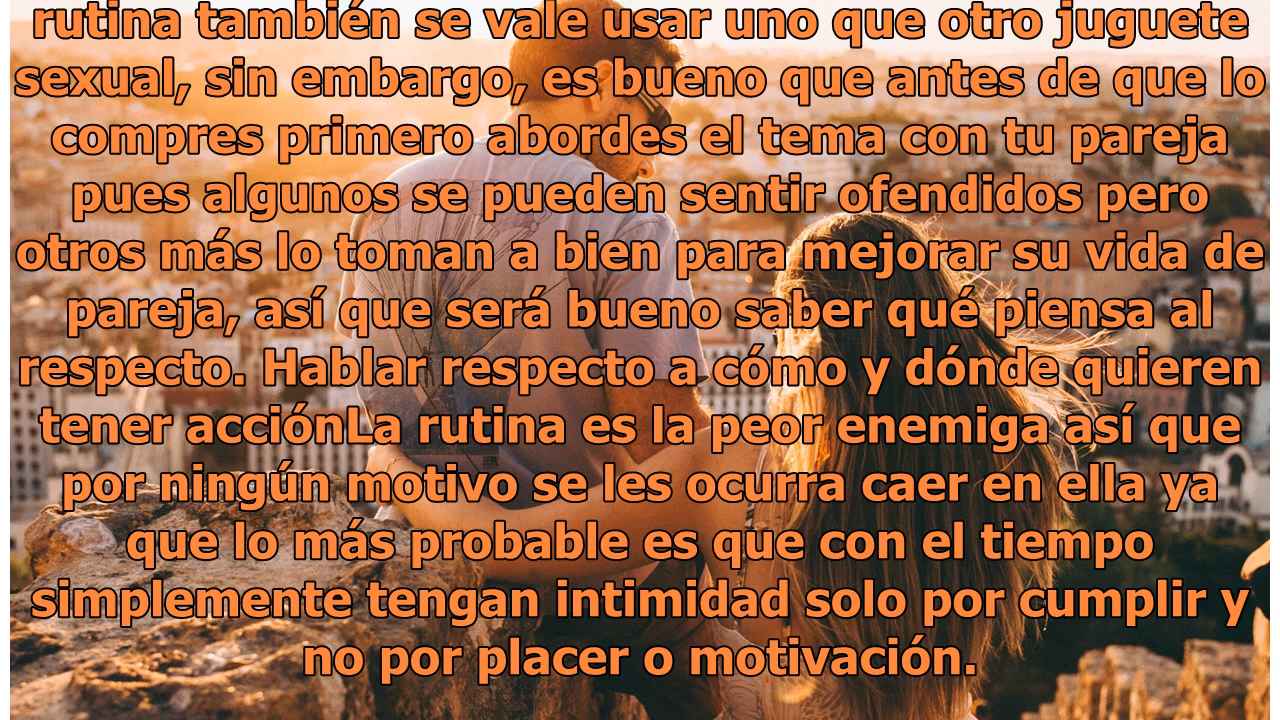 rutina también se vale usar uno que otro juguete
sexual, sin embargo, es bueno que antes de que lo
compres primero abordes el tema con tu pareja
pues algunos se pueden sentir ofendidos pero
otros más lo toman a bien para mejorar su vida de
pareja, así que será bueno saber qué piensa al
respecto. Hablar respecto a cómo y dónde quieren
tener acciónLa rutina es la peor enemiga así que
por ningún motivo se les ocurra caer en ella ya
que lo más probable es que con el tiempo
simplemente tengan intimidad solo por cumplir y
no por placer o motivación.